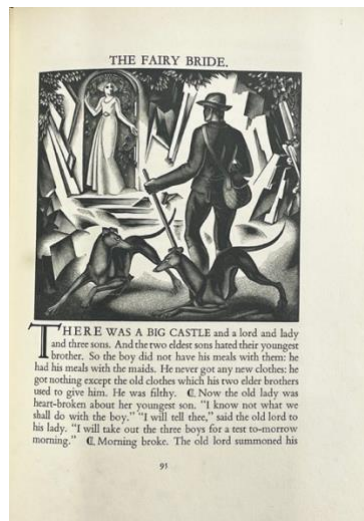 THE FAIRY BRIDE.
THERE WAS A BIG CASTLE and a lord and lady
and three sons. And the two eldest sons hated their youngest
brother. So the boy did not have his meals with them: he
had his meals with the maids. He never got any new clothes: he
got nothing except the old clothes which his two elder brothers
used to give him. He was filthy. ℂ Now the old lady was
heart-broken about her youngest son. "I know not what we
shall do with the boy." "I will tell thee," said the old lord to
his lady. "I will take out the three boys for a test to-morrow
morning." ℂ Morning broke. The old lord summoned his
95